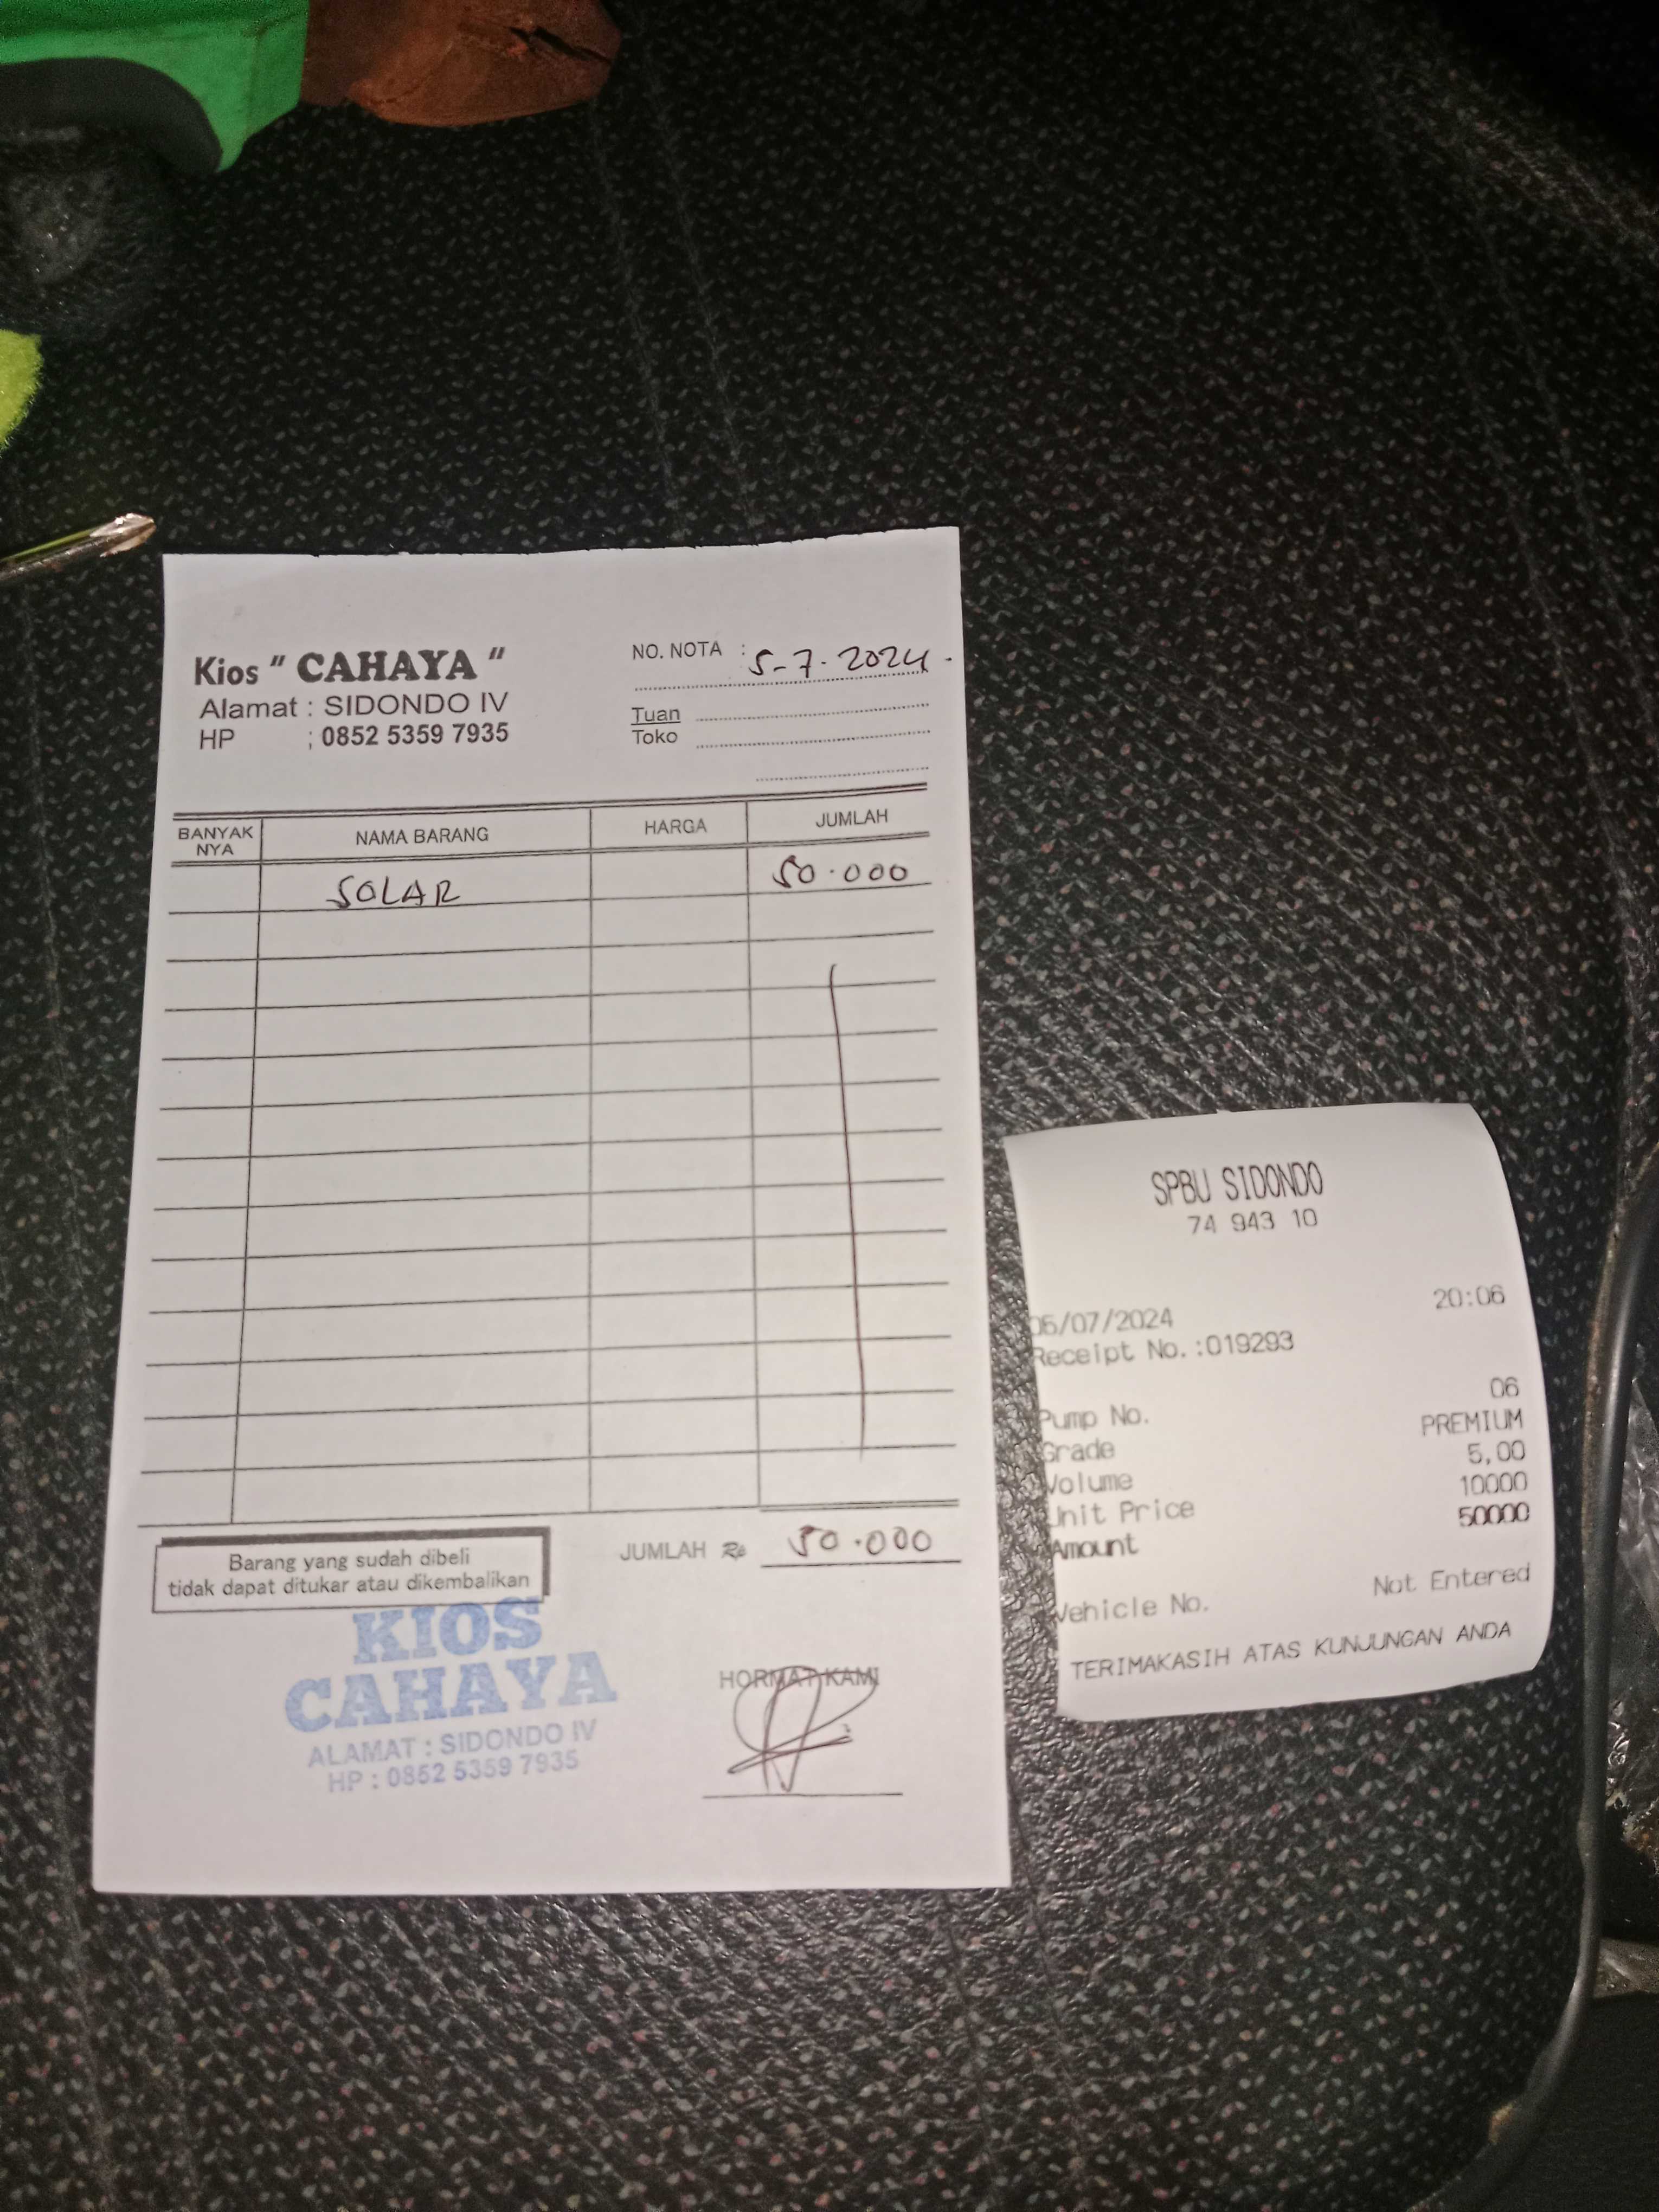 Kios " CAHAYA "
Alamat : SIDONDO IV
HP : 0852 5359 7935
NO. NOTA : 5-7-2024.
Tuan
Toko
BANYAK NYA NAMA BARANG HARGA JUMLAH
SOLAR 50.000
JUMLAH Rp 50.000
Barang yang sudah dibeli
tidak dapat ditukar atau dikembalikan
KIOS
CAHAYA
ALAMAT : SIDONDO IV
HP : 0852 5359 7935
HORMAT KAMI
SPBU SIDONDO
74 943 10
20:06
/07/2024
Receipt No.:019293
Pump No. 06
Grade PREMIUM
Volume 5,00
Unit Price 10000
Amount 50000
Vehicle No. Not Entered
TERIMAKASIH ATAS KUNJUNGAN ANDA